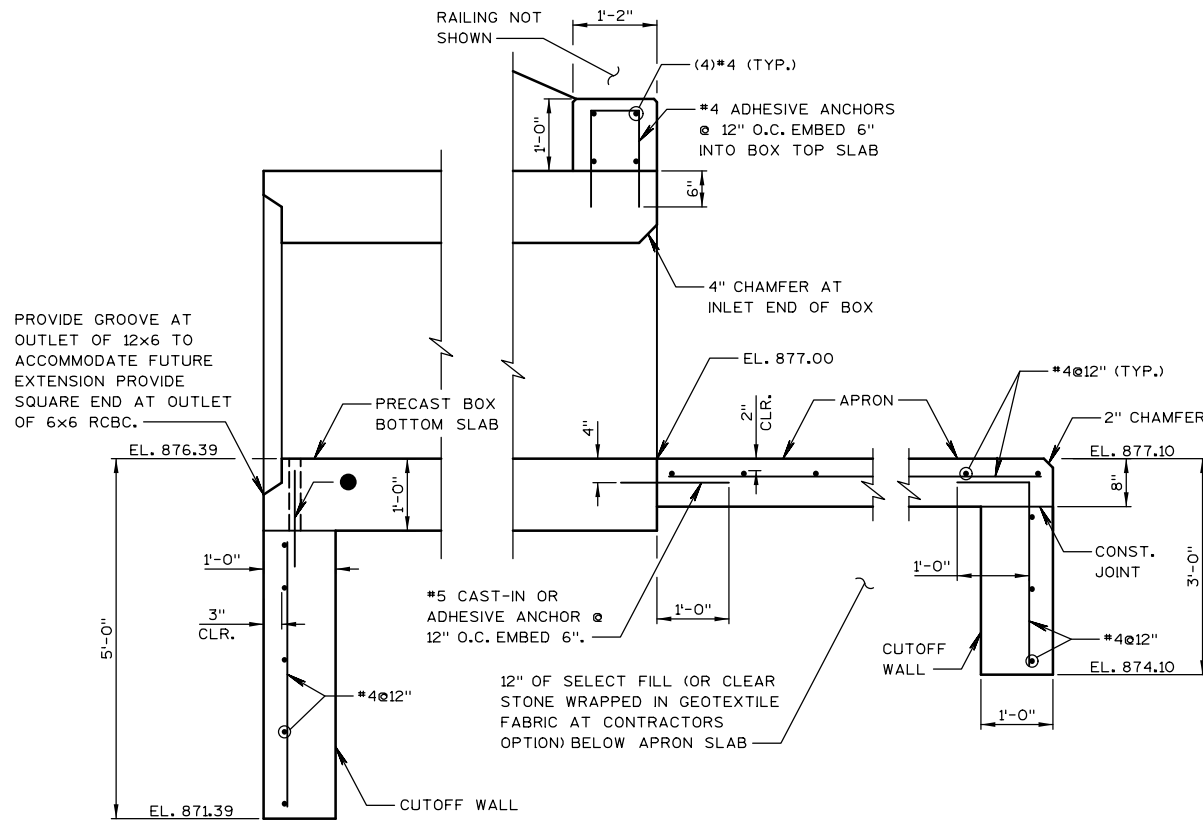 RAILING NOT
SHOWN
1'-2"
(4)#4 (TYP.)
#4 ADHESIVE ANCHORS
@ 12" O.C. EMBED 6"
INTO BOX TOP SLAB
1'-0"
6"
4" CHAMFER AT
INLET END OF BOX
PROVIDE GROOVE AT
OUTLET OF 12x6 TO
ACCOMMODATE FUTURE
EXTENSION PROVIDE
SQUARE END AT OUTLET
OF 6x6 RCBC.
PRECAST BOX
BOTTOM SLAB
EL. 877.00
#4@12" (TYP.)
APRON
2" CHAMFER
2"
CLR.
4"
EL. 876.39
EL. 877.10
1'-0"
8"
CONST.
JOINT
1'-0"
3"
CLR.
5'-0"
#5 CAST-IN OR
ADHESIVE ANCHOR @
12" O.C. EMBED 6".
1'-0"
1'-0"
3'-0"
#4@12"
CUTOFF
WALL
#4@12"
EL. 874.10
12" OF SELECT FILL (OR CLEAR
STONE WRAPPED IN GEOTEXTILE
FABRIC AT CONTRACTORS
OPTION) BELOW APRON SLAB
1'-0"
CUTOFF WALL
EL. 871.39